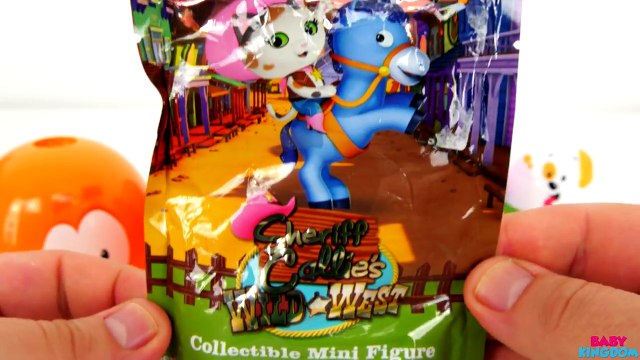 Sheriff
Callie's
WILD WEST
Collectible Mini Figure
BABY
KINGDOM